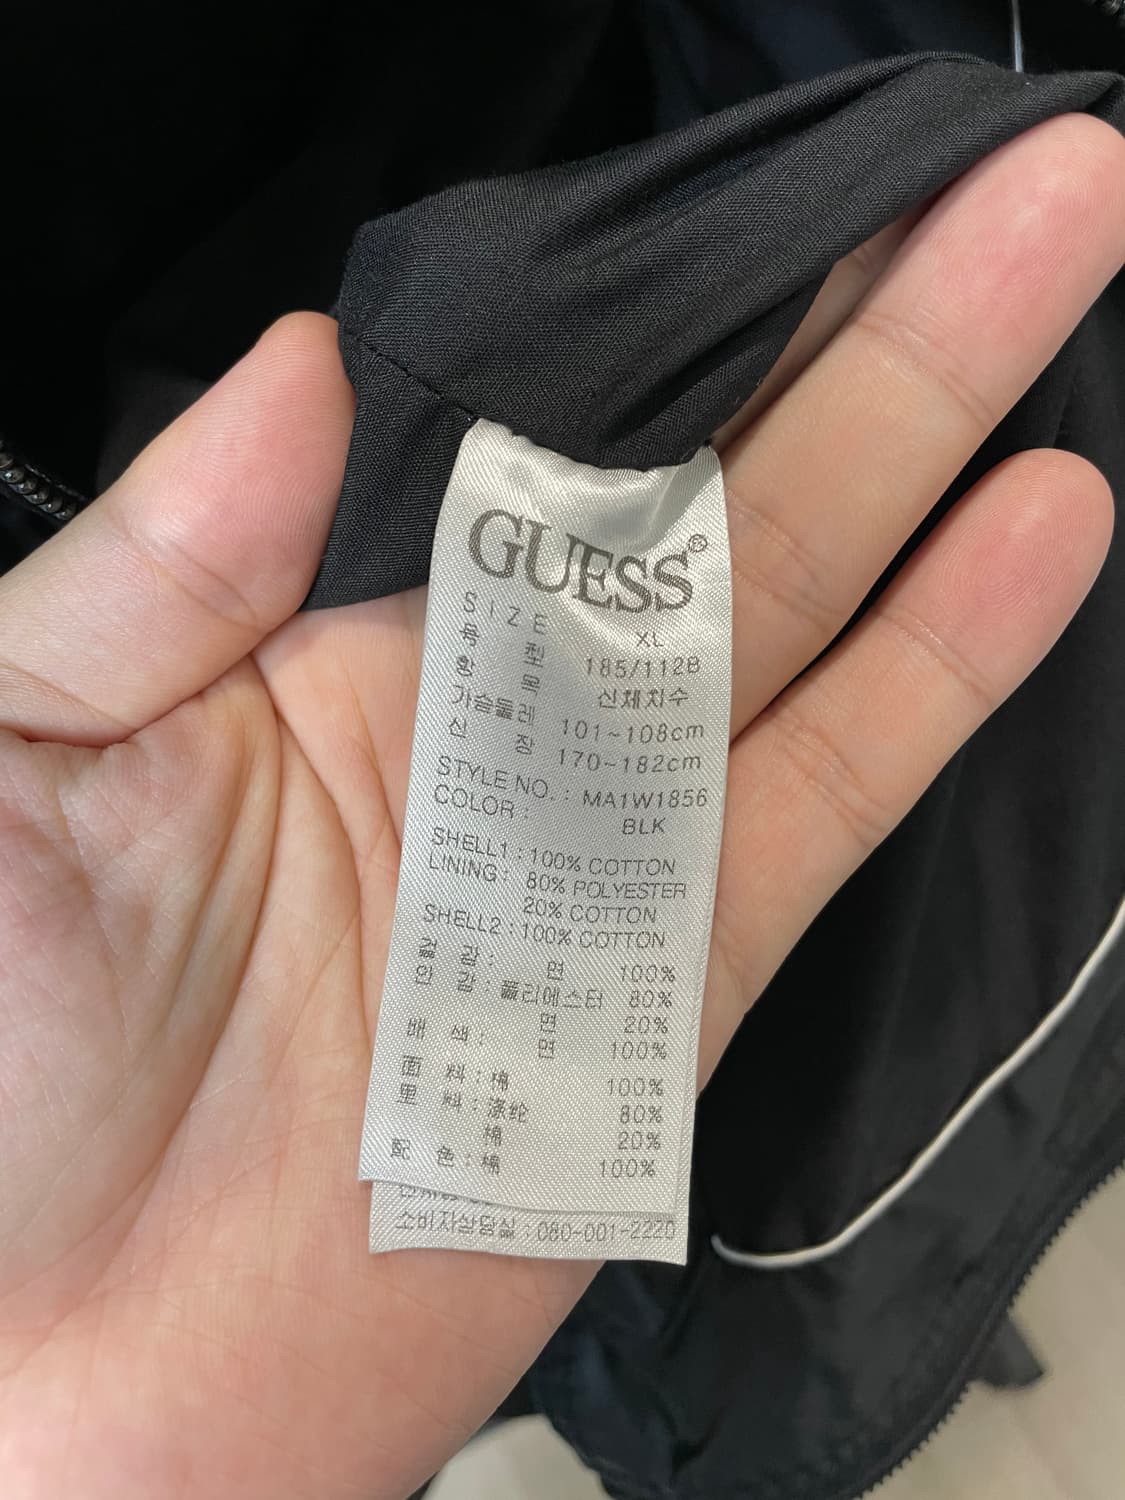 GUESS®
SIZE XL
號型 185/112B
항목 신체치수
가슴둘레 101~108cm
신장 170~182cm
STYLE NO.: MA1W1856
COLOR: BLK
SHELL1: 100% COTTON
LINING: 80% POLYESTER
20% COTTON
SHELL2: 100% COTTON
겉감: 면 100%
안감: 폴리에스터 80%
면 20%
배색: 면 100%
面料: 棉 100%
里料: 涤纶 80%
棉 20%
配色: 棉 100%
소비자상담실: 080-001-2220